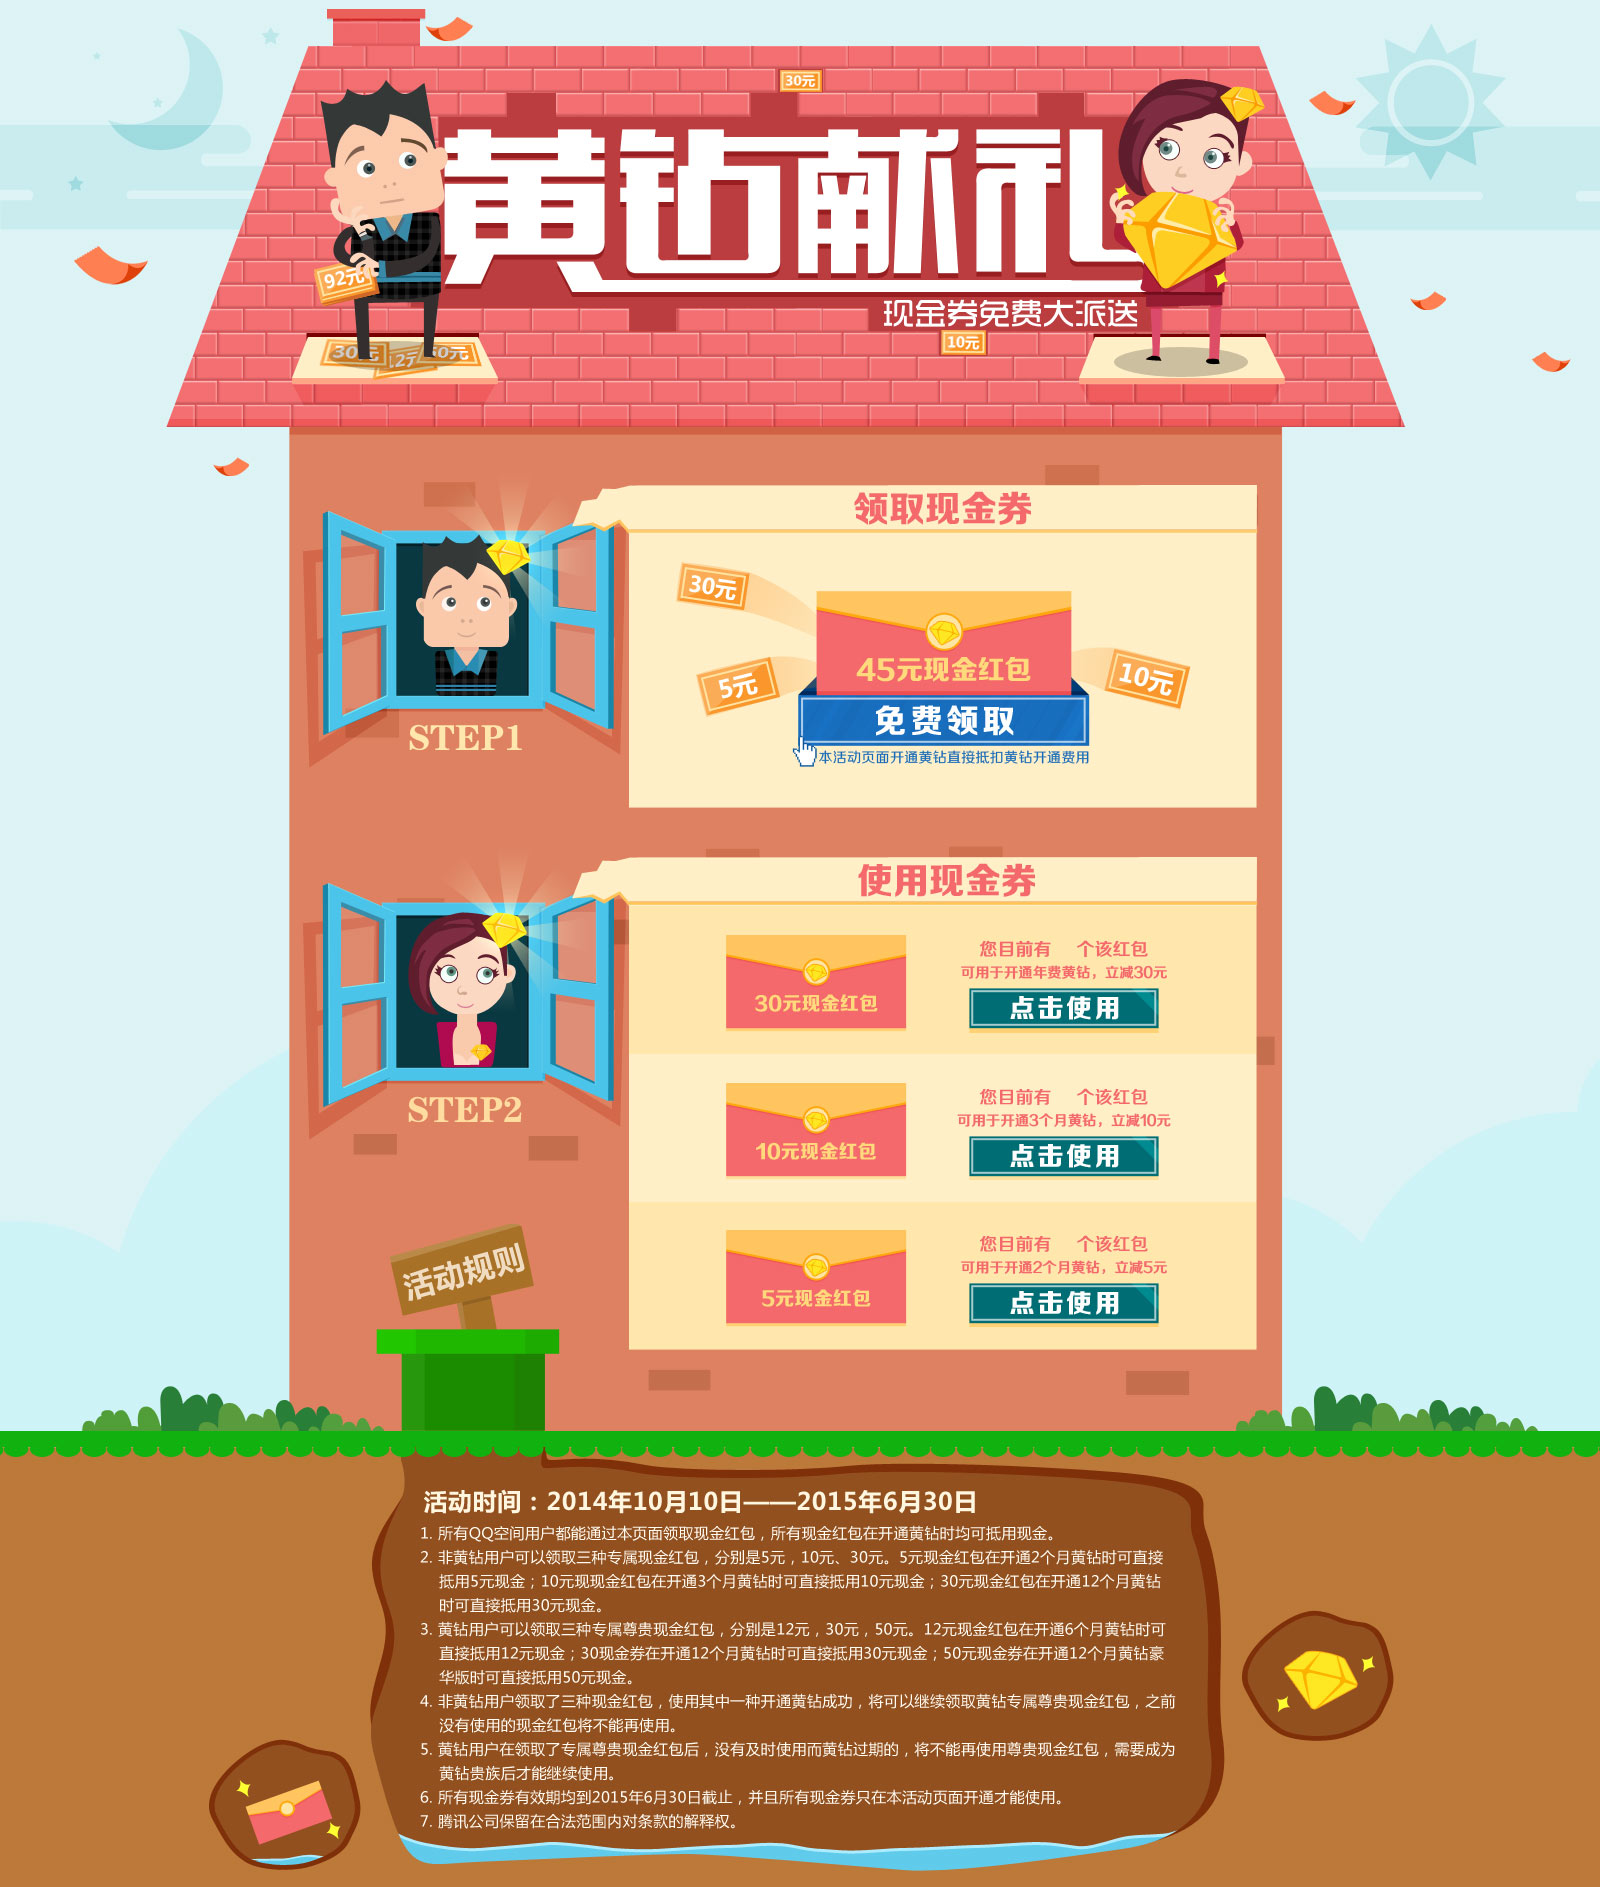 30元
黄钻献礼
92元
现金券免费大派送
10元
30元
50元
领取现金券
30元
45元现金红包
5元
10元
免费领取
本活动页面开通黄钻直接抵扣黄钻开通费用
STEP1
使用现金券
30元现金红包
您目前有 个该红包
可用于开通年费黄钻，立减30元
点击使用
STEP2
10元现金红包
您目前有 个该红包
可用于开通3个月黄钻，立减10元
点击使用
5元现金红包
您目前有 个该红包
可用于开通2个月黄钻，立减5元
点击使用
活动规则
活动时间：2014年10月10日——2015年6月30日
1. 所有QQ空间用户都能通过本页面领取现金红包，所有现金红包在开通黄钻时均可抵用现金。
2. 非黄钻用户可以领取三种专属现金红包，分别是5元，10元、30元。5元现金红包在开通2个月黄钻时可直接
抵用5元现金；10元现现金红包在开通3个月黄钻时可直接抵用10元现金；30元现金红包在开通12个月黄钻
时可直接抵用30元现金。
3. 黄钻用户可以领取三种专属尊贵现金红包，分别是12元，30元，50元。12元现金红包在开通6个月黄钻时可
直接抵用12元现金；30现金券在开通12个月黄钻时可直接抵用30元现金；50元现金券在开通12个月黄钻豪
华版时可直接抵用50元现金。
4. 非黄钻用户领取了三种现金红包，使用其中一种开通黄钻成功，将可以继续领取黄钻专属尊贵现金红包，之前
没有使用的现金红包将不能再使用。
5. 黄钻用户在领取了专属尊贵现金红包后，没有及时使用而黄钻过期的，将不能再使用尊贵现金红包，需要成为
黄钻贵族后才能继续使用。
6. 所有现金券有效期均到2015年6月30日截止，并且所有现金券只在本活动页面开通才能使用。
7. 腾讯公司保留在合法范围内对条款的解释权。